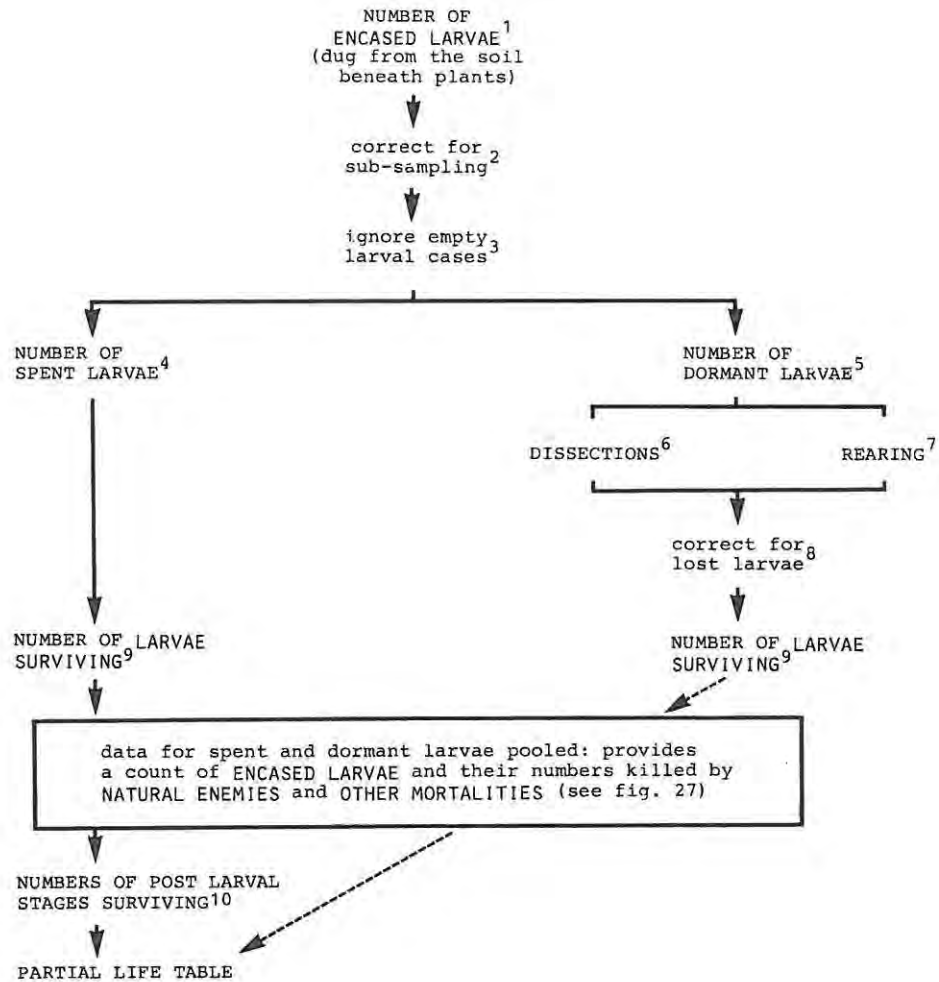 NUMBER OF
ENCASED LARVAE1
(dug from the soil
beneath plants)
correct for
sub-sampling2
ignore empty
larval cases3
NUMBER OF
SPENT LARVAE4
NUMBER OF
DORMANT LARVAE5
DISSECTIONS6
REARING7
correct for
lost larvae8
NUMBER OF LARVAE
SURVIVING9
NUMBER OF LARVAE
SURVIVING9
data for spent and dormant larvae pooled: provides
a count of ENCASED LARVAE and their numbers killed by
NATURAL ENEMIES and OTHER MORTALITIES (see fig. 27)
NUMBERS OF POST LARVAL
STAGES SURVIVING10
PARTIAL LIFE TABLE